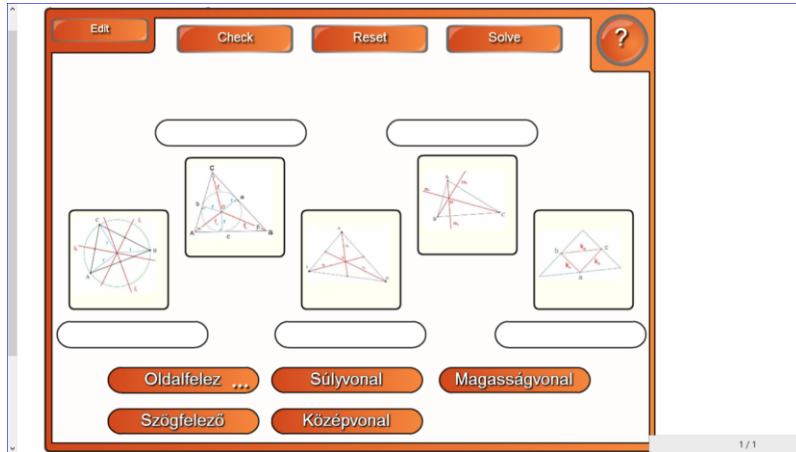 Edit
Check
Reset
Solve
?
Oldalfelez ...
Súlyvonal
Magasságvonal
Szögfelező
Középvonal
1 / 1